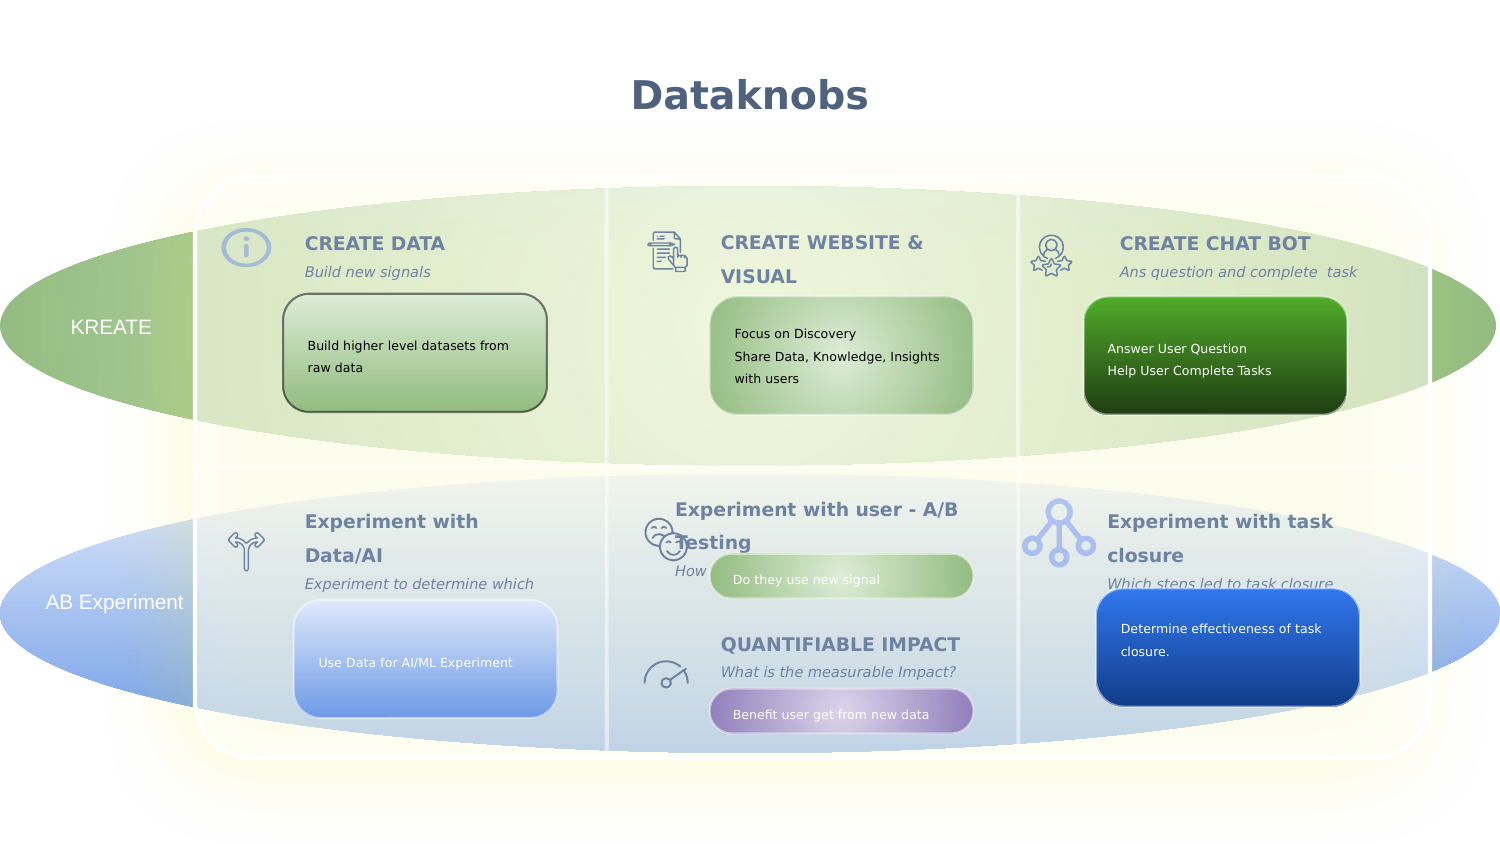 Dataknobs
KREATE
CREATE DATA
Build new signals
Build higher level datasets from
raw data
CREATE WEBSITE &
VISUAL
Focus on Discovery
Share Data, Knowledge, Insights
with users
CREATE CHAT BOT
Ans question and complete  task
Answer User Question
Help User Complete Tasks
AB Experiment
Experiment with
Data/AI
Experiment to determine which
Use Data for AI/ML Experiment
Experiment with user - A/B
Testing
How
Do they use new signal
QUANTIFIABLE IMPACT
What is the measurable Impact?
Benefit user get from new data
Experiment with task
closure
Which steps led to task closure
Determine effectiveness of task
closure.